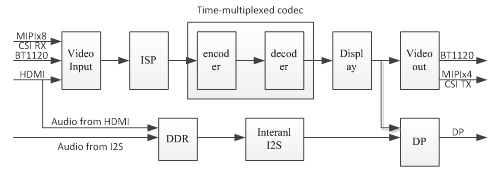 Time-multiplexed codec
MIPIx8
CSI RX
BT1120
HDMI
Video
Input
ISP
encod
er
decod
er
Displ
ay
Video
out
BT1120
MIPIx4
CSI TX
Audio from HDMI
Audio from I2S
DDR
Interanl
I2S
DP
DP